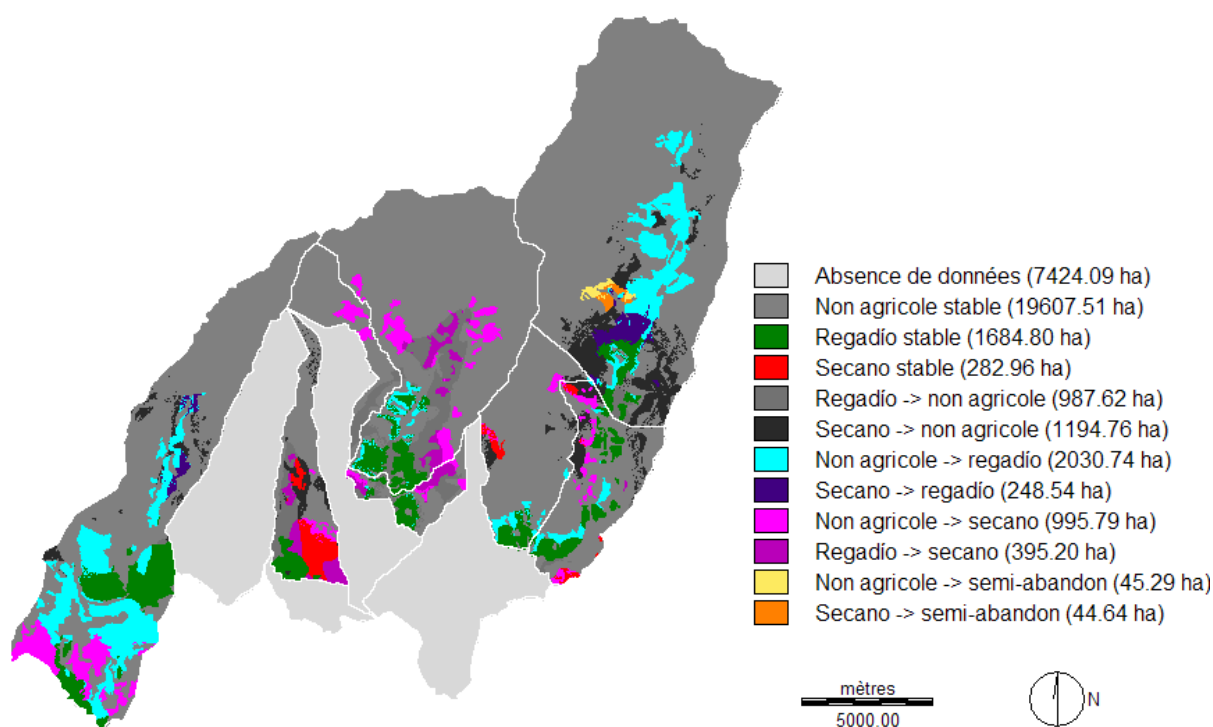 Absence de données (7424.09 ha)
Non agricole stable (19607.51 ha)
Regadío stable (1684.80 ha)
Secano stable (282.96 ha)
Regadío -> non agricole (987.62 ha)
Secano -> non agricole (1194.76 ha)
Non agricole -> regadío (2030.74 ha)
Secano -> regadío (248.54 ha)
Non agricole -> secano (995.79 ha)
Regadío -> secano (395.20 ha)
Non agricole -> semi-abandon (45.29 ha)
Secano -> semi-abandon (44.64 ha)
mètres
5000.00
N